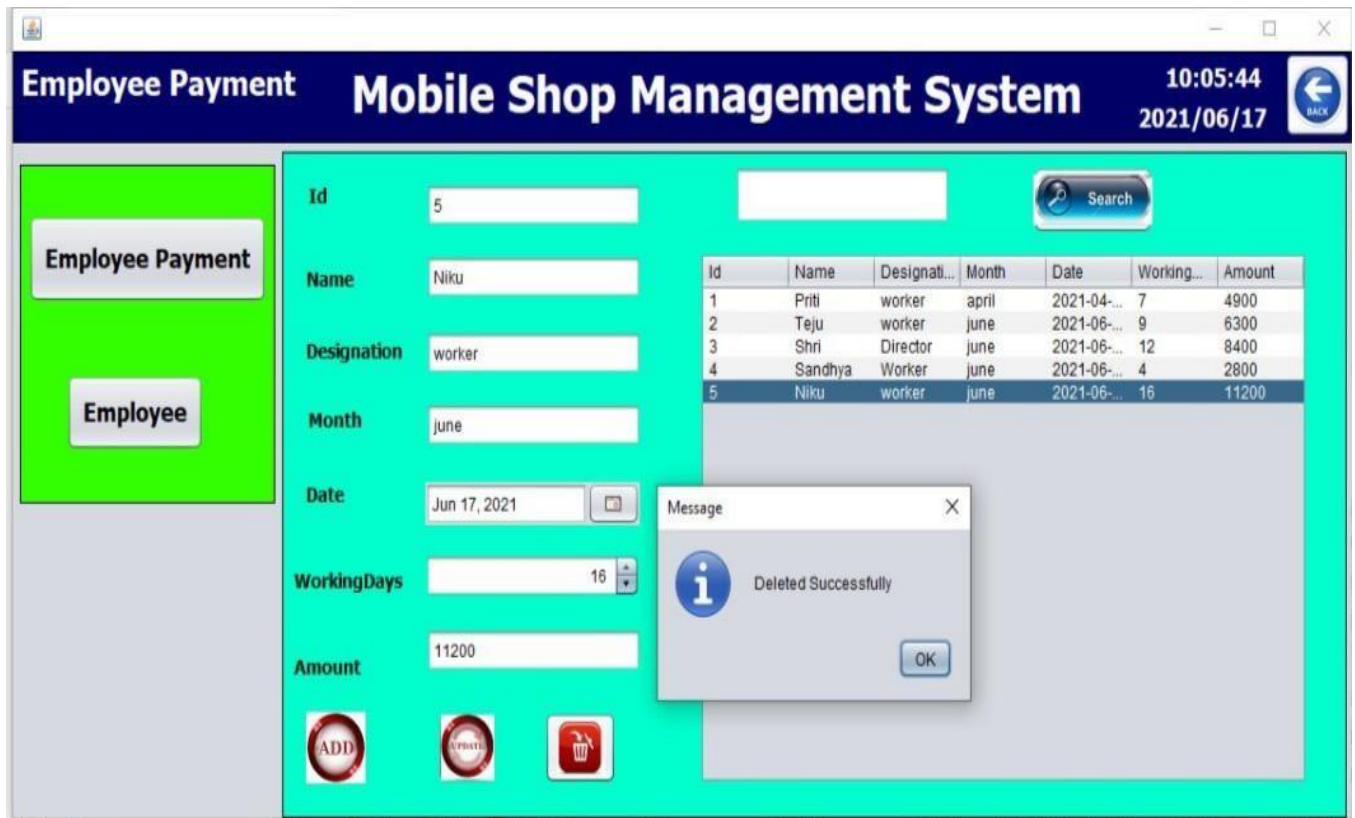 Employee Payment
Mobile Shop Management System
10:05:44
2021/06/17
BACK
Employee Payment
Employee
Id
5
Name
Niku
Designation
worker
Month
june
Date
Jun 17, 2021
WorkingDays
16
Amount
11200
ADD
UPDATE
Search
Id Name Designati... Month Date Working... Amount
1 Priti worker april 2021-04-... 7 4900
2 Teju worker june 2021-06-... 9 6300
3 Shri Director june 2021-06-... 12 8400
4 Sandhya Worker june 2021-06-... 4 2800
5 Niku worker june 2021-06-... 16 11200
Message
Deleted Successfully
OK